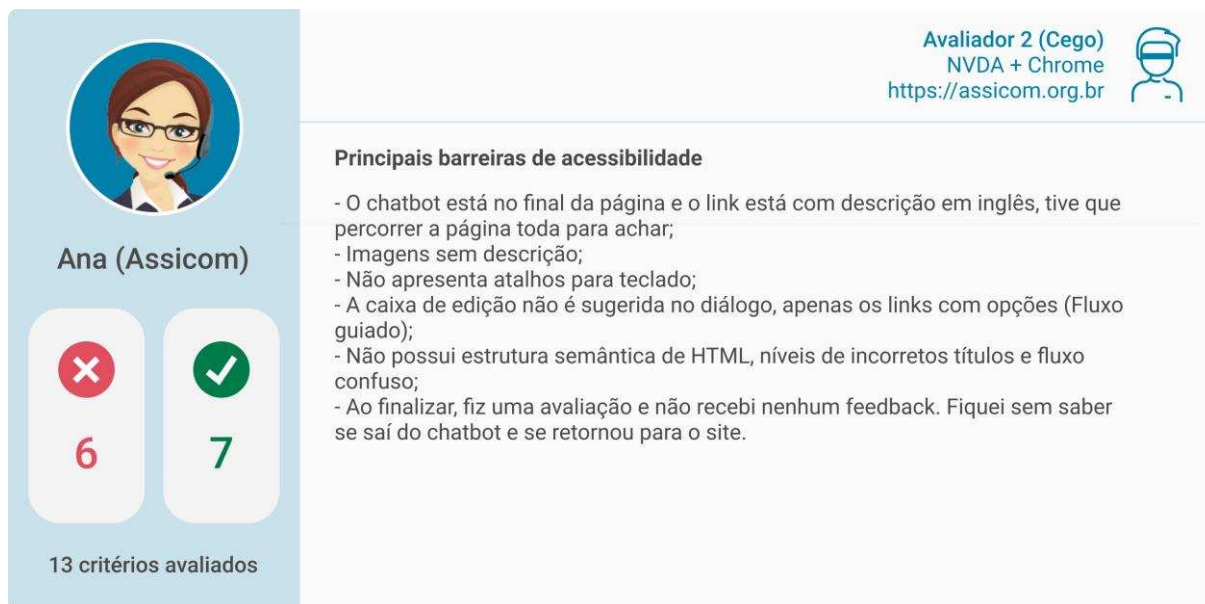 Ana (Assicom)
6
7
13 critérios avaliados
Avaliador 2 (Cego)
NVDA + Chrome
https://assicom.org.br
Principais barreiras de acessibilidade
- O chatbot está no final da página e o link está com descrição em inglês, tive que
percorrer a página toda para achar;
- Imagens sem descrição;
- Não apresenta atalhos para teclado;
- A caixa de edição não é sugerida no diálogo, apenas os links com opções (Fluxo
guiado);
- Não possui estrutura semântica de HTML, níveis de incorretos títulos e fluxo
confuso;
- Ao finalizar, fiz uma avaliação e não recebi nenhum feedback. Fiquei sem saber
se saí do chatbot e se retornou para o site.